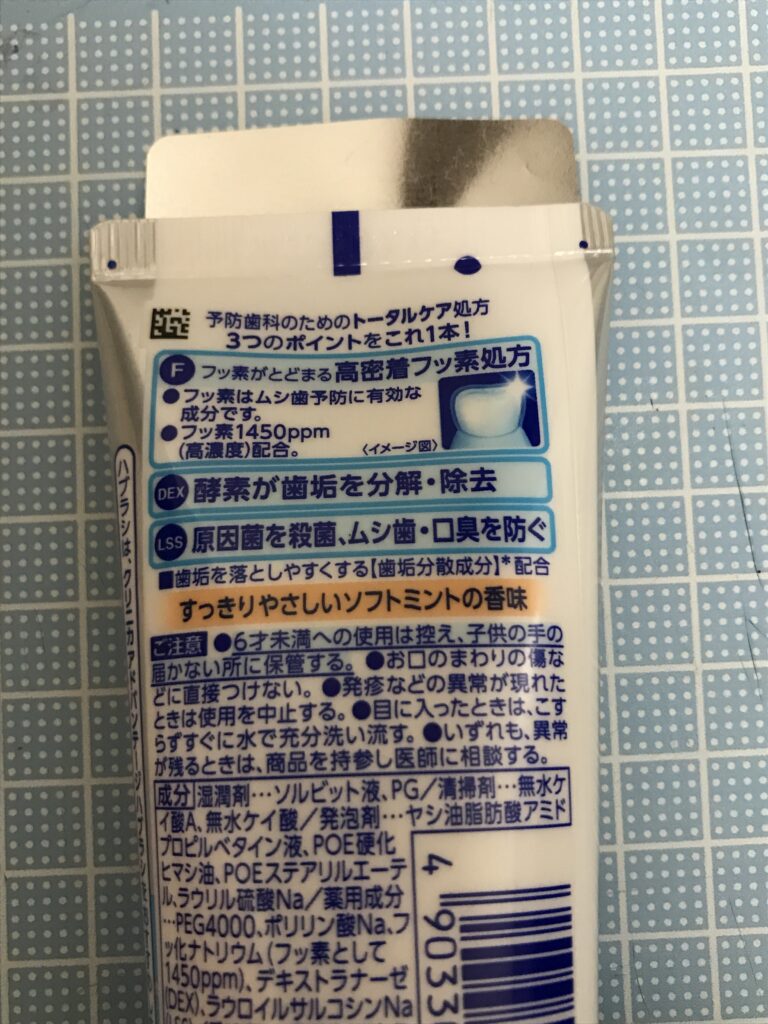 予防歯科のためのトータルケア処方
3つのポイントをこれ1本!
F フッ素がとどまる高密着フッ素処方
●フッ素はムシ歯予防に有効な
成分です。
●フッ素1450ppm
(高濃度)配合。
〈イメージ図〉
DEX 酵素が歯垢を分解・除去
LSS 原因菌を殺菌、ムシ歯・口臭を防ぐ
■歯垢を落としやすくする【歯垢分散成分】*配合
すっきりやさしいソフトミントの香味
ご注意 ●6才未満への使用は控え、子供の手の
届かない所に保管する。●お口のまわりの傷な
どに直接つけない。●発疹などの異常が現れた
ときは使用を中止する。●目に入ったときは、こす
らずすぐに水で充分洗い流す。●いずれも、異常
が残るときは、商品を持参し医師に相談する。
成分 湿潤剤…ソルビット液、PG/清掃剤…無水ケ
イ酸A、無水ケイ酸/発泡剤…ヤシ油脂肪酸アミド
プロピルベタイン液、POE硬化
ヒマシ油、POEステアリルエーテ
ル、ラウリル硫酸Na/薬用成分
…PEG4000、ポリリン酸Na、フ
ッ化ナトリウム(フッ素として
1450ppm)、デキストラナーゼ
(DEX)、ラウロイルサルコシンNa
4 9033
ハブラシは、クリニカアドバンテージハブラシ